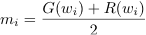 m_i = \frac{G(w_i) + R(w_i)}{2}